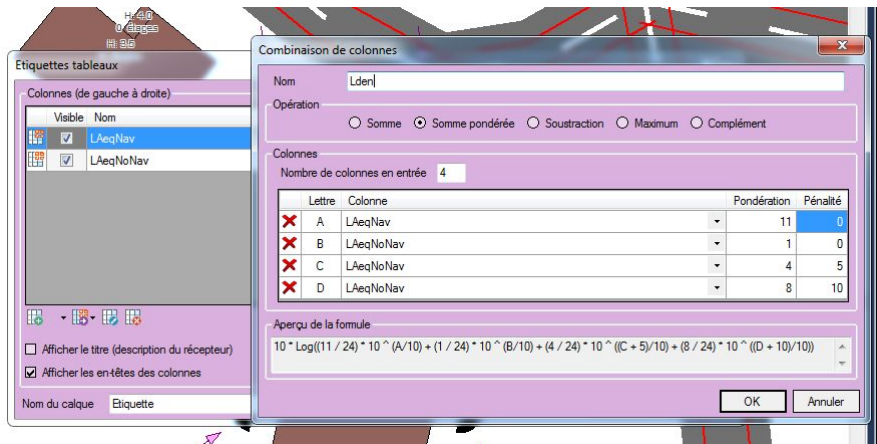 H: 4.0
0 étages
H: 3.5
Etiquettes tableaux
Colonnes (de gauche à droite)
Visible Nom
LAeqNav
LAeqNoNav
Afficher le titre (description du récepteur)
Afficher les en-têtes des colonnes
Nom du calque Etiquette
Combinaison de colonnes
Nom Lden
Opération
Somme Somme pondérée Soustraction Maximum Complément
Colonnes
Nombre de colonnes en entrée 4
Lettre Colonne Pondération Pénalité
A LAeqNav 11 0
B LAeqNoNav 1 0
C LAeqNoNav 4 5
D LAeqNoNav 8 10
Aperçu de la formule
10 * Log((11 / 24) * 10 ^ (A/10) + (1 / 24) * 10 ^ (B/10) + (4 / 24) * 10 ^ ((C + 5)/10) + (8 / 24) * 10 ^ ((D + 10)/10))
OK Annuler